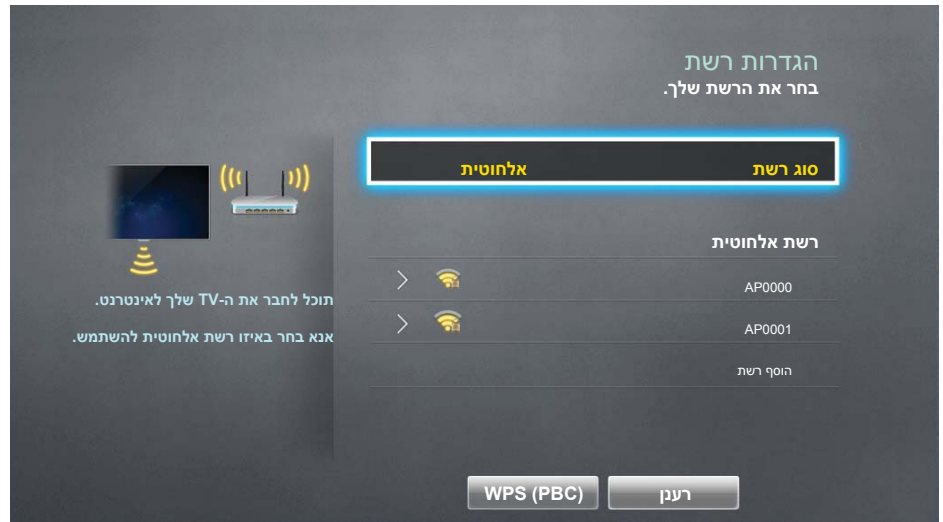 הגדרות רשת
בחר את הרשת שלך.
סוג רשת אלחוטית
רשת אלחוטית
AP0000
AP0001
הוסף רשת
תוכל לחבר את ה-TV שלך לאינטרנט.
אנא בחר באיזו רשת אלחוטית להשתמש.
רענן
WPS (PBC)